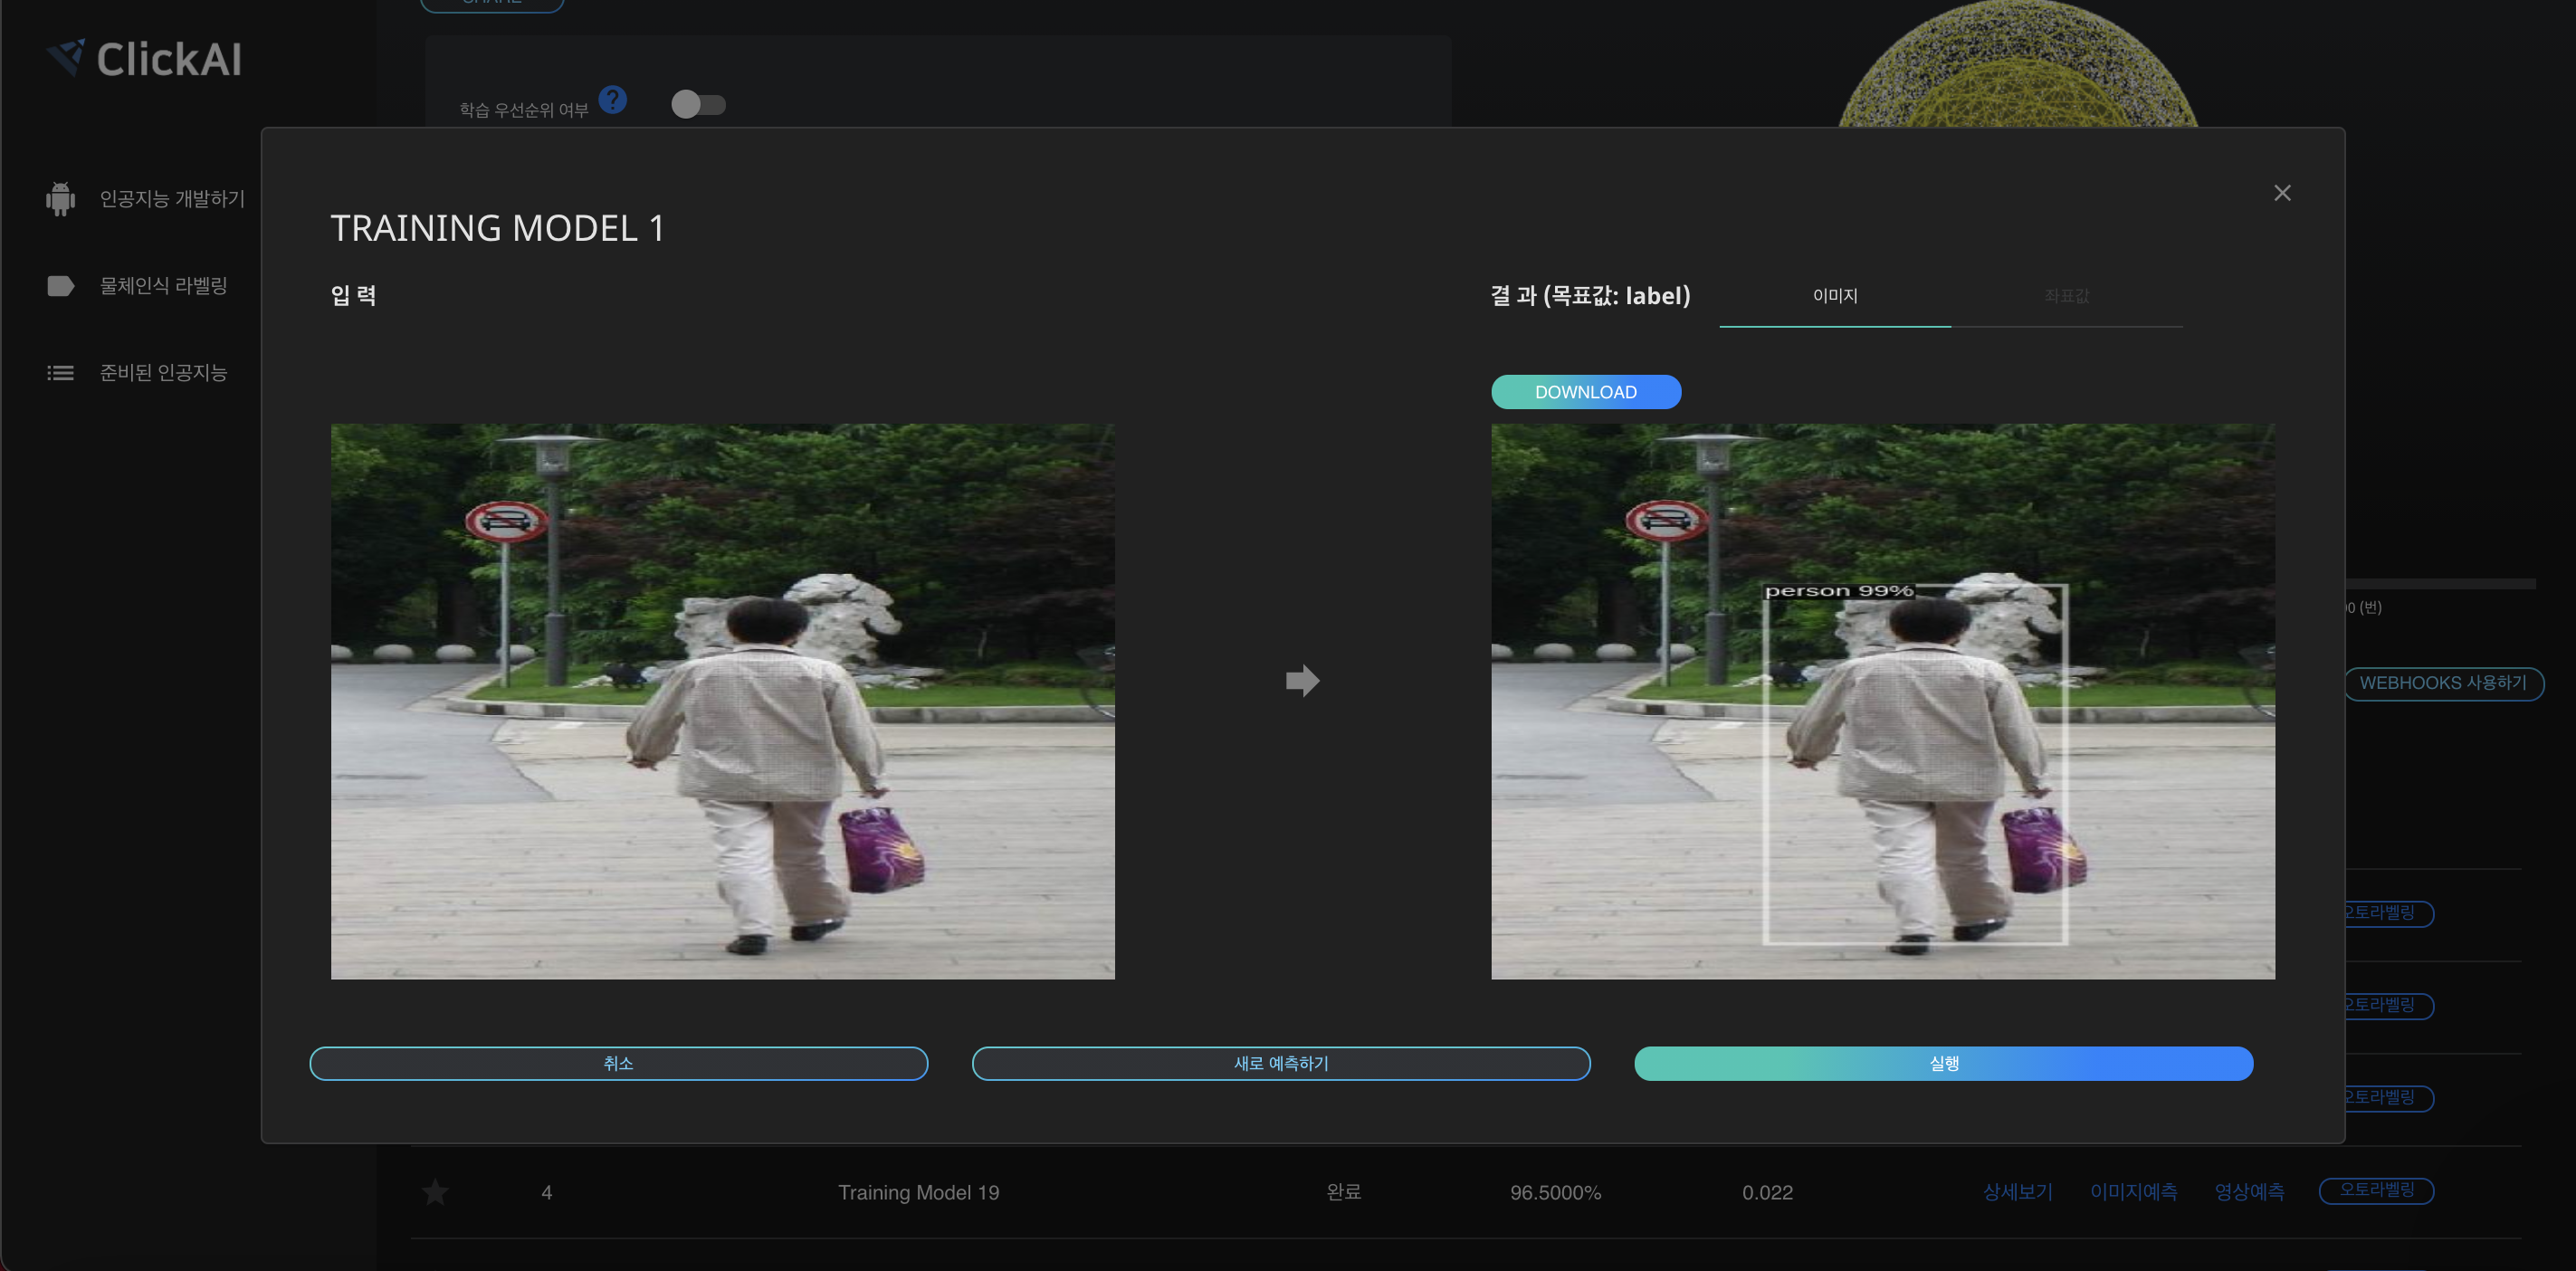 ClickAI
학습 우선순위 여부
?
인공지능 개발하기
물체인식 라벨링
준비된 인공지능
TRAINING MODEL 1
입 력
결 과 (목표값: label)
이미지
좌표값
DOWNLOAD
person 99%
(번)
WEBHOOKS 사용하기
오토라벨링
오토라벨링
오토라벨링
취소
새로 예측하기
실행
4
Training Model 19
완료
96.5000%
0.022
상세보기
이미지예측
영상예측
오토라벨링